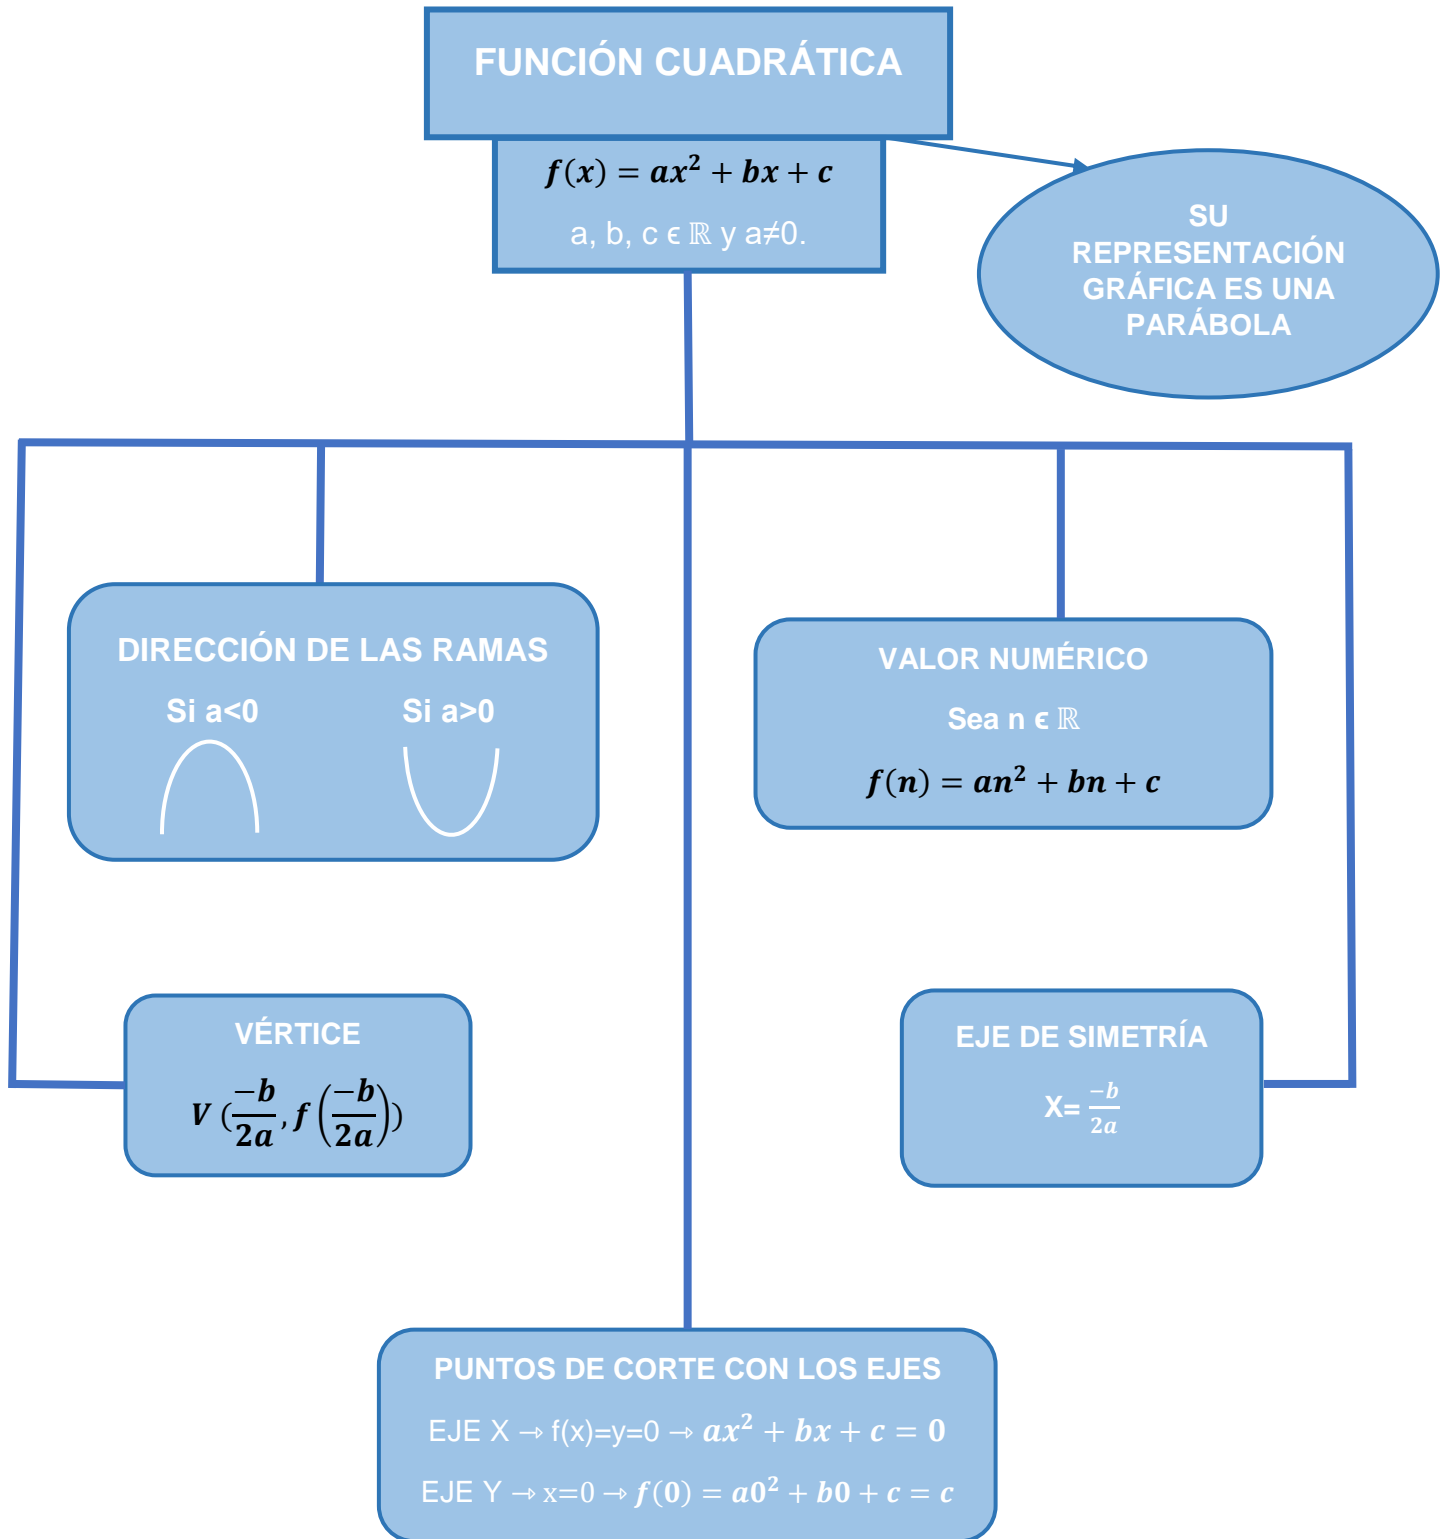 FUNCIÓN CUADRÁTICA
f(x) = ax² + bx + c
a, b, c ϵ ℝ y a≠0.
SU
REPRESENTACIÓN
GRÁFICA ES UNA
PARÁBOLA
DIRECCIÓN DE LAS RAMAS
Si a<0 Si a>0
VALOR NUMÉRICO
Sea n ϵ ℝ
f(n) = an² + bn + c
VÉRTICE
V (-b/2a, f(-b/2a))
EJE DE SIMETRÍA
X= -b/2a
PUNTOS DE CORTE CON LOS EJES
EJE X → f(x)=y=0 → ax² + bx + c = 0
EJE Y → x=0 → f(0) = a0² + b0 + c = c